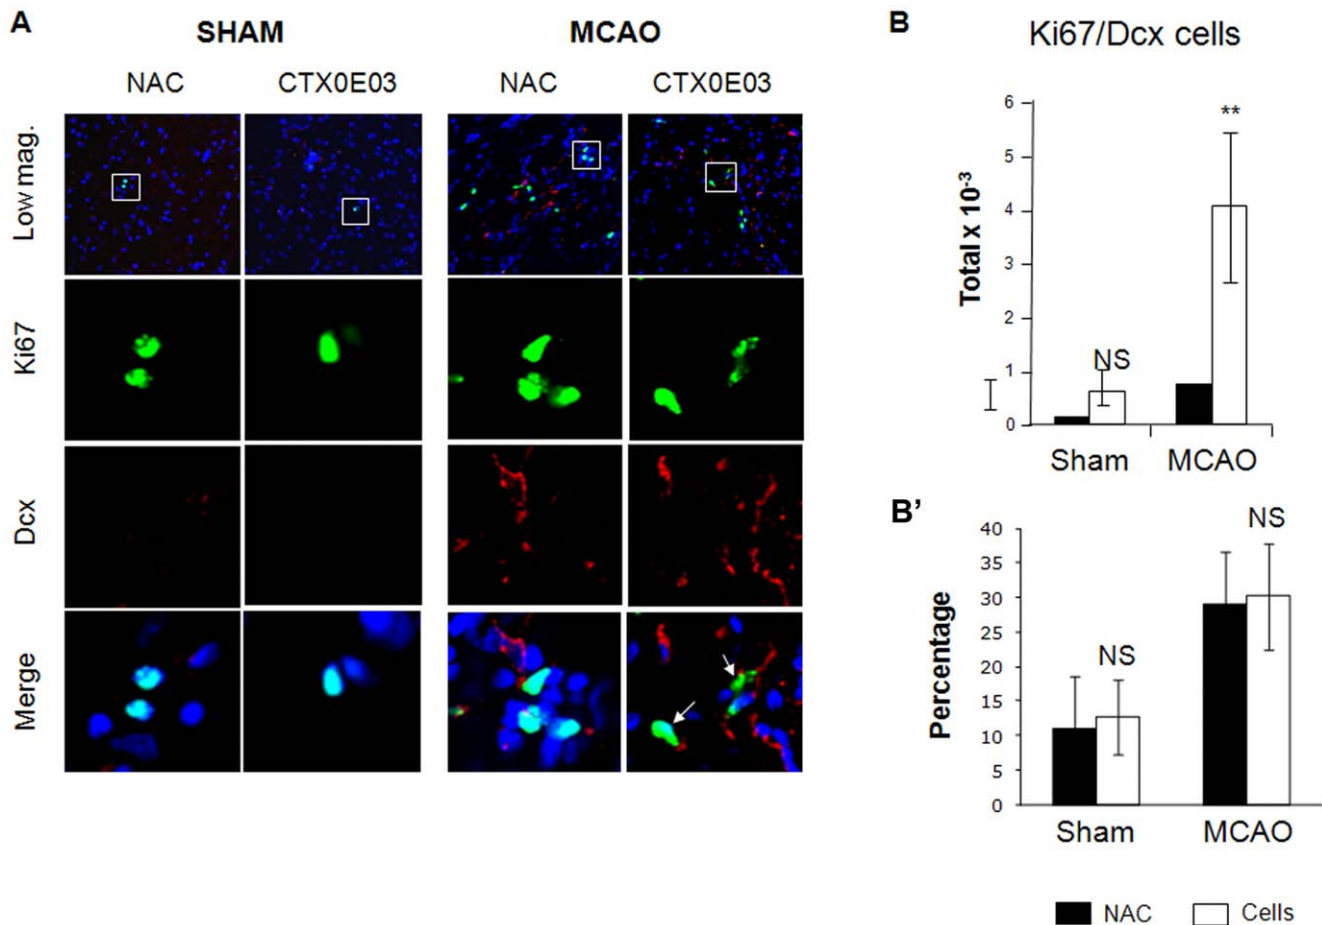 A
SHAM
MCAO
NAC
CTX0E03
NAC
CTX0E03
Low mag.
Ki67
Dcx
Merge
B
Ki67/Dcx cells
Total x 10⁻³
6
5
4
3
2
1
0
NS
**
Sham
MCAO
B’
Percentage
40
35
30
25
20
15
10
5
0
NS
NS
Sham
MCAO
NAC
Cells